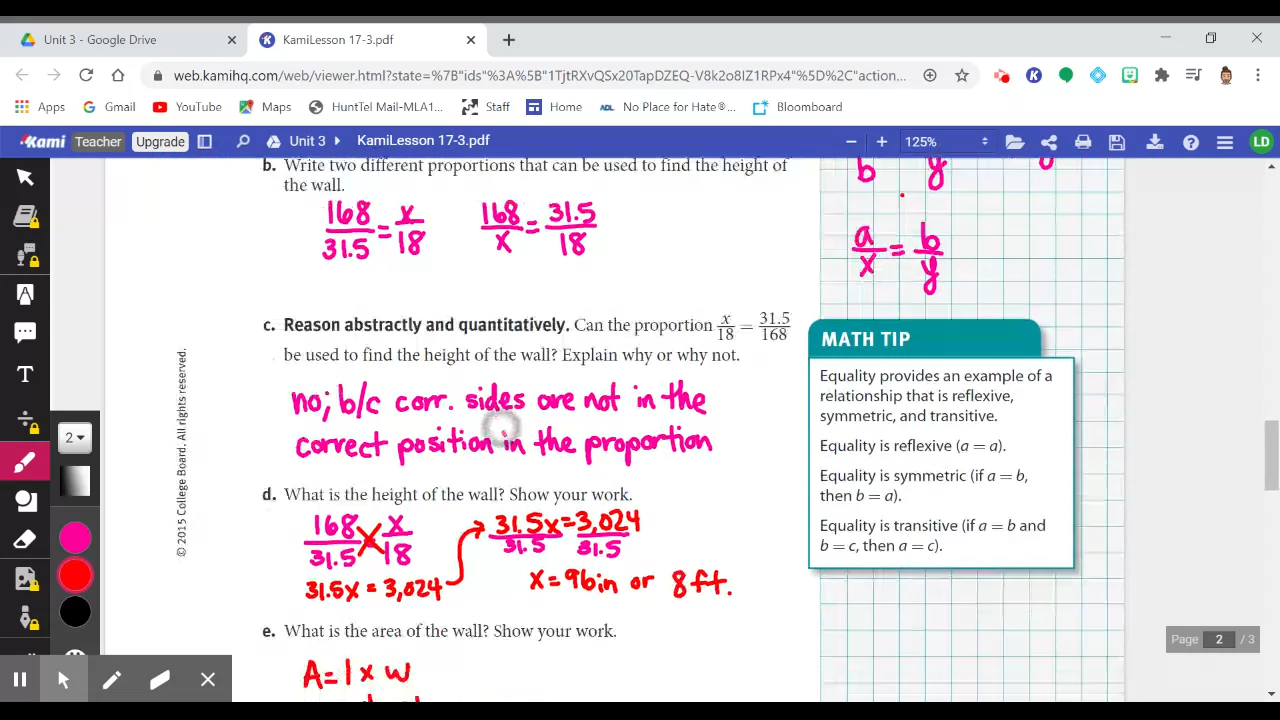 Unit 3 - Google Drive
KamiLesson 17-3.pdf
web.kamihq.com/web/viewer.html?state=%7B"ids"%3A%5B"1TjtRXvQSx20TapDZEQ-V8k2o8IZ1RPx4"%5D%2C"action...
Apps Gmail YouTube Maps HuntTel Mail-MLA1... Staff Home ADL No Place for Hate®... Bloomboard
Kami Teacher Upgrade Unit 3 KamiLesson 17-3.pdf 125% LD
b. Write two different proportions that can be used to find the height of
the wall.
168/31.5 = x/18 168/x = 31.5/18
b y
a/x = b/y
c. Reason abstractly and quantitatively. Can the proportion x/18 = 31.5/168
be used to find the height of the wall? Explain why or why not.
no; b/c corr. sides are not in the
correct position in the proportion
d. What is the height of the wall? Show your work.
168/31.5 x/18
31.5x = 3,024
31.5x/31.5 = 3,024/31.5
x = 96in or 8ft.
e. What is the area of the wall? Show your work.
A = l x w
MATH TIP
Equality provides an example of a
relationship that is reflexive,
symmetric, and transitive.
Equality is reflexive (a = a).
Equality is symmetric (if a = b,
then b = a).
Equality is transitive (if a = b and
b = c, then a = c).
© 2015 College Board. All rights reserved.
2
Page 2 / 3